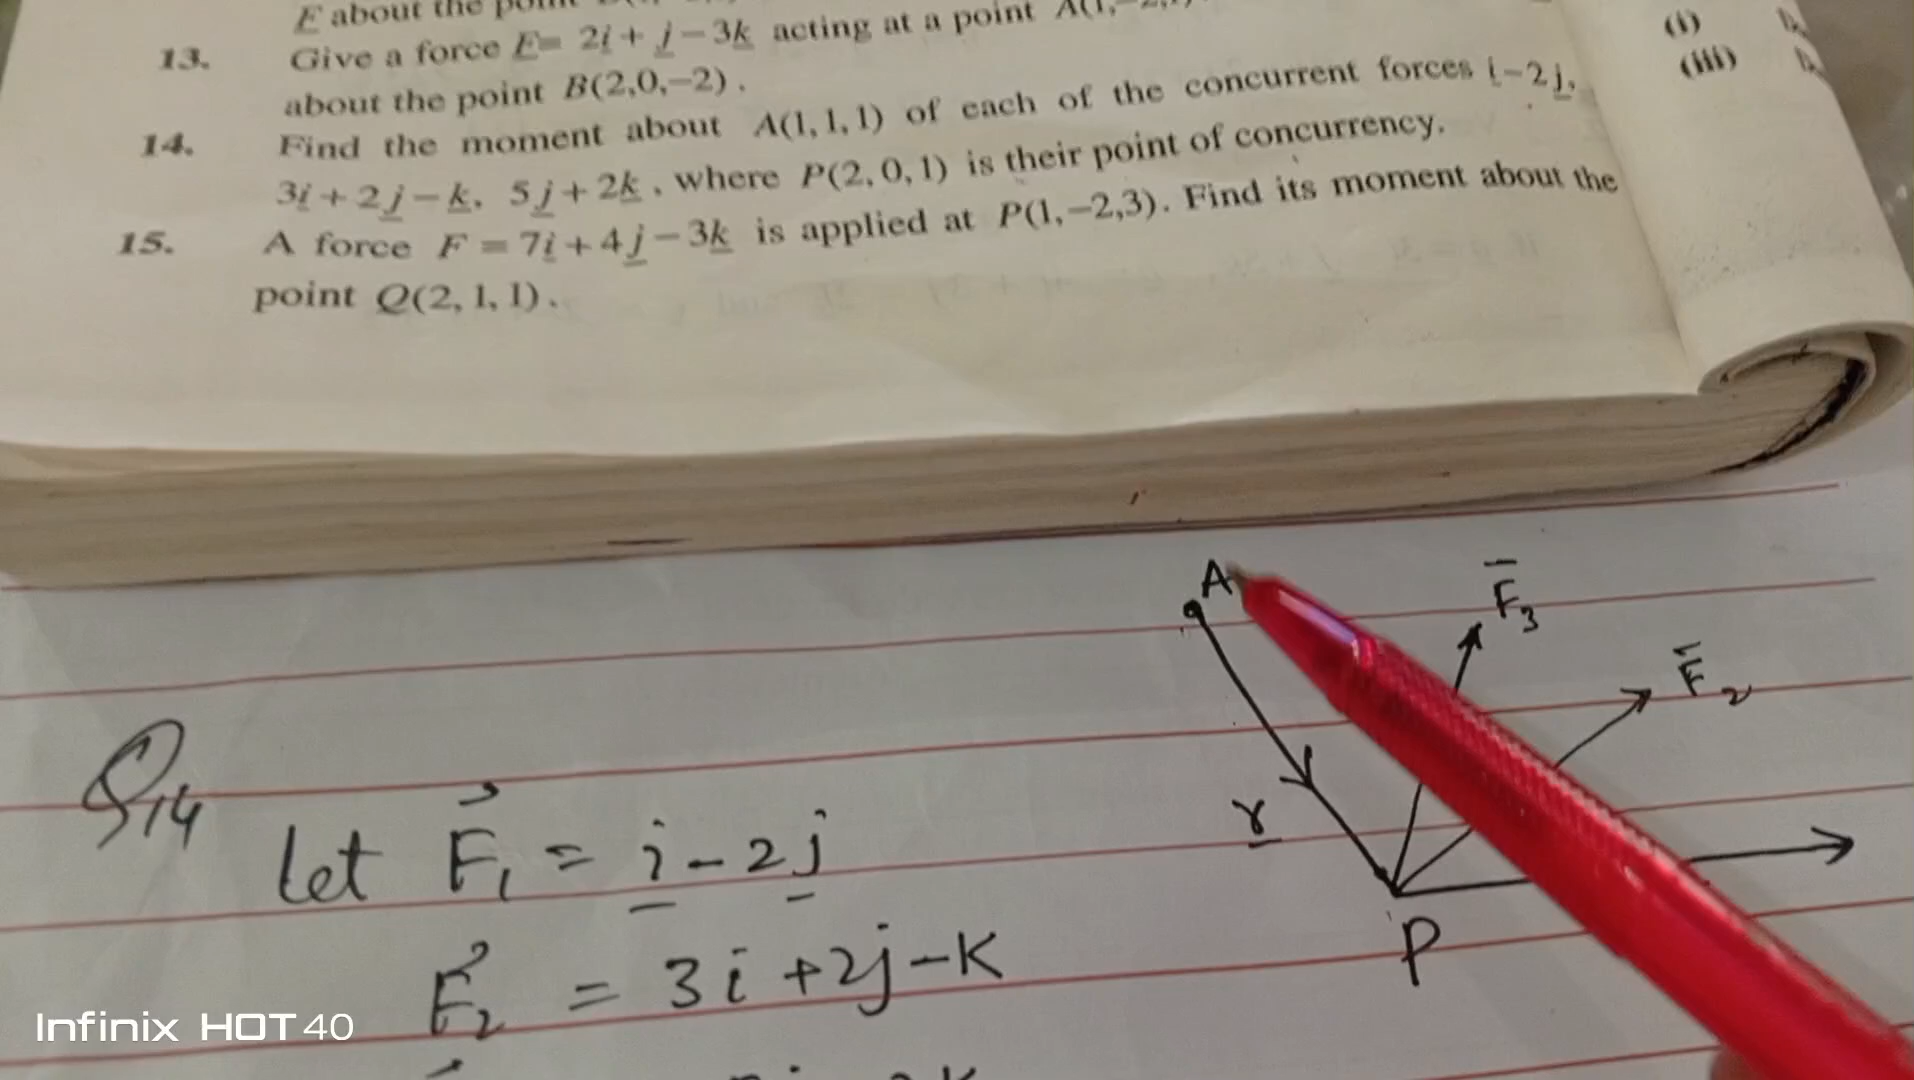 F about the
13. Give a force F= 2i + j − 3k acting at a point
about the point B(2,0,−2).
14. Find the moment about A(1, 1, 1) of each of the concurrent forces i−2j,
3i + 2j − k, 5j + 2k, where P(2, 0, 1) is their point of concurrency.
15. A force F = 7i + 4j − 3k is applied at P(1,−2,3). Find its moment about the
point Q(2, 1, 1).
(i)
(iii)
A
F3
F2
r
P
Q14
Let F1 = i − 2j
F2 = 3i + 2j − k
Infinix HOT 40